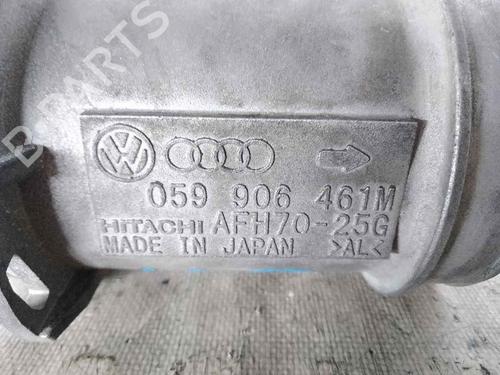 B-PARTS
059 906 461M
HITACHI AFH70-25G
MADE IN JAPAN >AL<